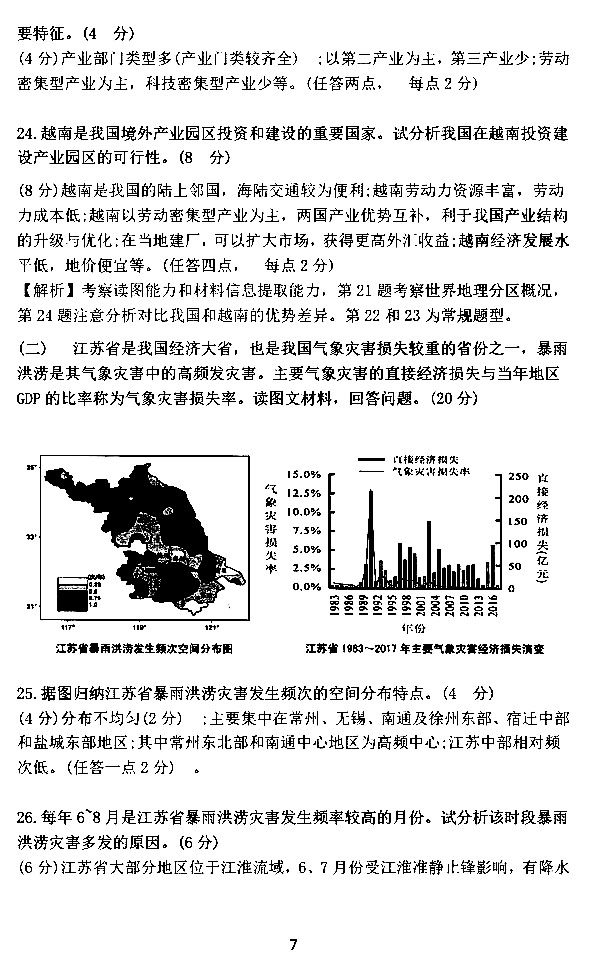 要特征。(4 分)
(4 分)产业部门类型多(产业门类较齐全) ;以第二产业为主，第三产业少;劳动
密集型产业为主，科技密集型产业少等。(任答两点， 每点 2 分)
24. 越南是我国境外产业园区投资和建设的重要国家。试分析我国在越南投资建
设产业园区的可行性。(8 分)
(8 分)越南是我国的陆上邻国，海陆交通较为便利;越南劳动力资源丰富，劳动
力成本低;越南以劳动密集型产业为主，两国产业优势互补，利于我国产业结构
的升级与优化;在当地建厂，可以扩大市场，获得更高外汇收益;越南经济发展水
平低，地价便宜等。(任答四点， 每点 2 分)
【解析】考察读图能力和材料信息提取能力，第 21 题考察世界地理分区概况，
第 24 题注意分析对比我国和越南的优势差异。第 22 和 23 为常规题型。
(二) 江苏省是我国经济大省，也是我国气象灾害损失较重的省份之一，暴雨
洪涝是其气象灾害中的高频发灾害。主要气象灾害的直接经济损失与当年地区
GDP 的比率称为气象灾害损失率。读图文材料，回答问题。(20 分)
35°
33°
31°
117° 119° 121°
江苏省暴雨洪涝发生频次空间分布图
直接经济损失
气象灾害损失率
气象灾害损失率
15.0%
12.5%
10.0%
7.5%
5.0%
2.5%
0.0%
250
200
150
100
50
0
直接经济损失(亿元)
1983 1986 1989 1992 1995 1998 2001 2004 2007 2010 2013 2016
年份
江苏省 1983～2017 年主要气象灾害经济损失演变
25. 据图归纳江苏省暴雨洪涝灾害发生频次的空间分布特点。(4 分)
(4 分)分布不均匀(2 分) ;主要集中在常州、无锡、南通及徐州东部、宿迁中部
和盐城东部地区;其中常州东北部和南通中心地区为高频中心;江苏中部相对频
次低。(任答一点 2 分) 。
26. 每年 6~8 月是江苏省暴雨洪涝灾害发生频率较高的月份。试分析该时段暴雨
洪涝灾害多发的原因。(6 分)
(6 分)江苏省大部分地区位于江淮流域，6、7 月份受江淮准静止锋影响，有降水
7